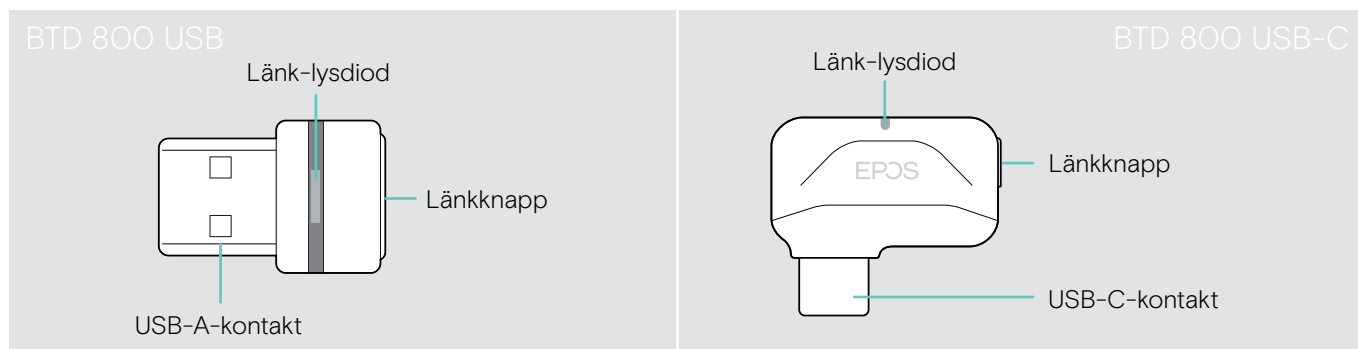 BTD 800 USB
Länk-lysdiod
Länkknapp
USB-A-kontakt
BTD 800 USB-C
Länk-lysdiod
EPOS
Länkknapp
USB-C-kontakt